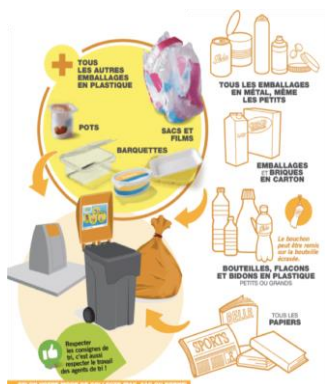 TOUS
LES AUTRES
EMBALLAGES
EN PLASTIQUE
POTS
SACS ET
FILMS
BARQUETTES
TOUS LES EMBALLAGES
EN MÉTAL, MÊME
LES PETITS
EMBALLAGES
ET BRIQUES
EN CARTON
Le bouchon
peut être remis
sur la bouteille
écrasée.
BOUTEILLES, FLACONS
ET BIDONS EN PLASTIQUE
PETITS OU GRANDS
TOUS LES
PAPIERS
BELLE
SPORTS
Respecter
les consignes de
tri, c'est aussi
respecter le travail
des agents de tri !